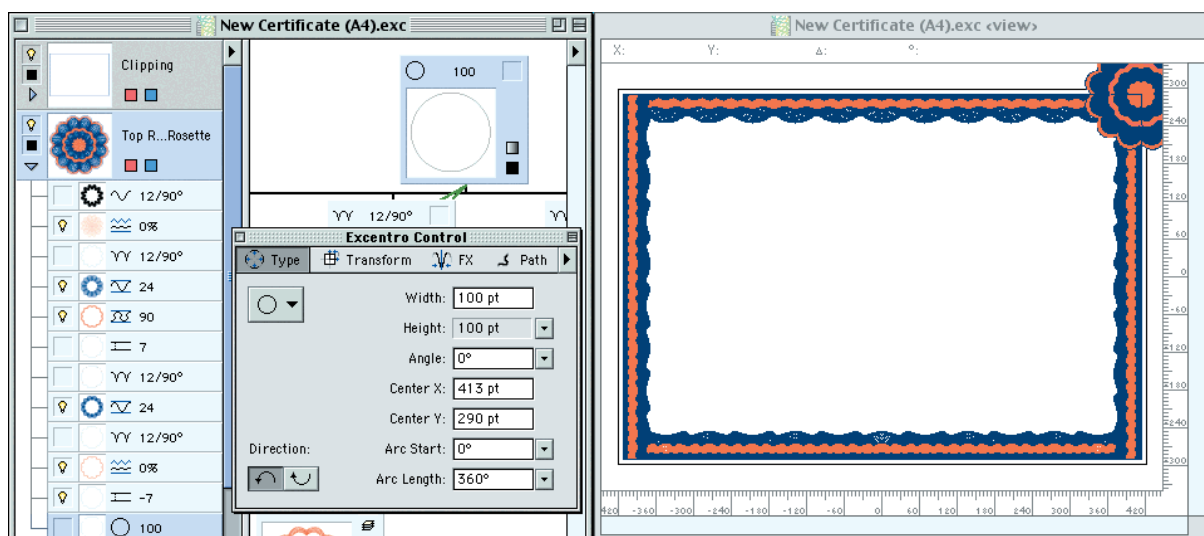 New Certificate (A4).exc
Clipping
Top R...Rosette
12/90°
0%
12/90°
24
90
7
12/90°
24
12/90°
0%
-7
100
100
12/90°
Excentro Control
Type Transform FX Path
Width: 100 pt
Height: 100 pt
Angle: 0°
Center X: 413 pt
Center Y: 290 pt
Direction: Arc Start: 0°
Arc Length: 360°
New Certificate (A4).exc <view>
X: Y: Δ: °:
300
240
180
120
60
0
-60
-120
-240
-300
420 -360 -300 -240 -180 -120 -60 0 60 120 180 240 300 360 420